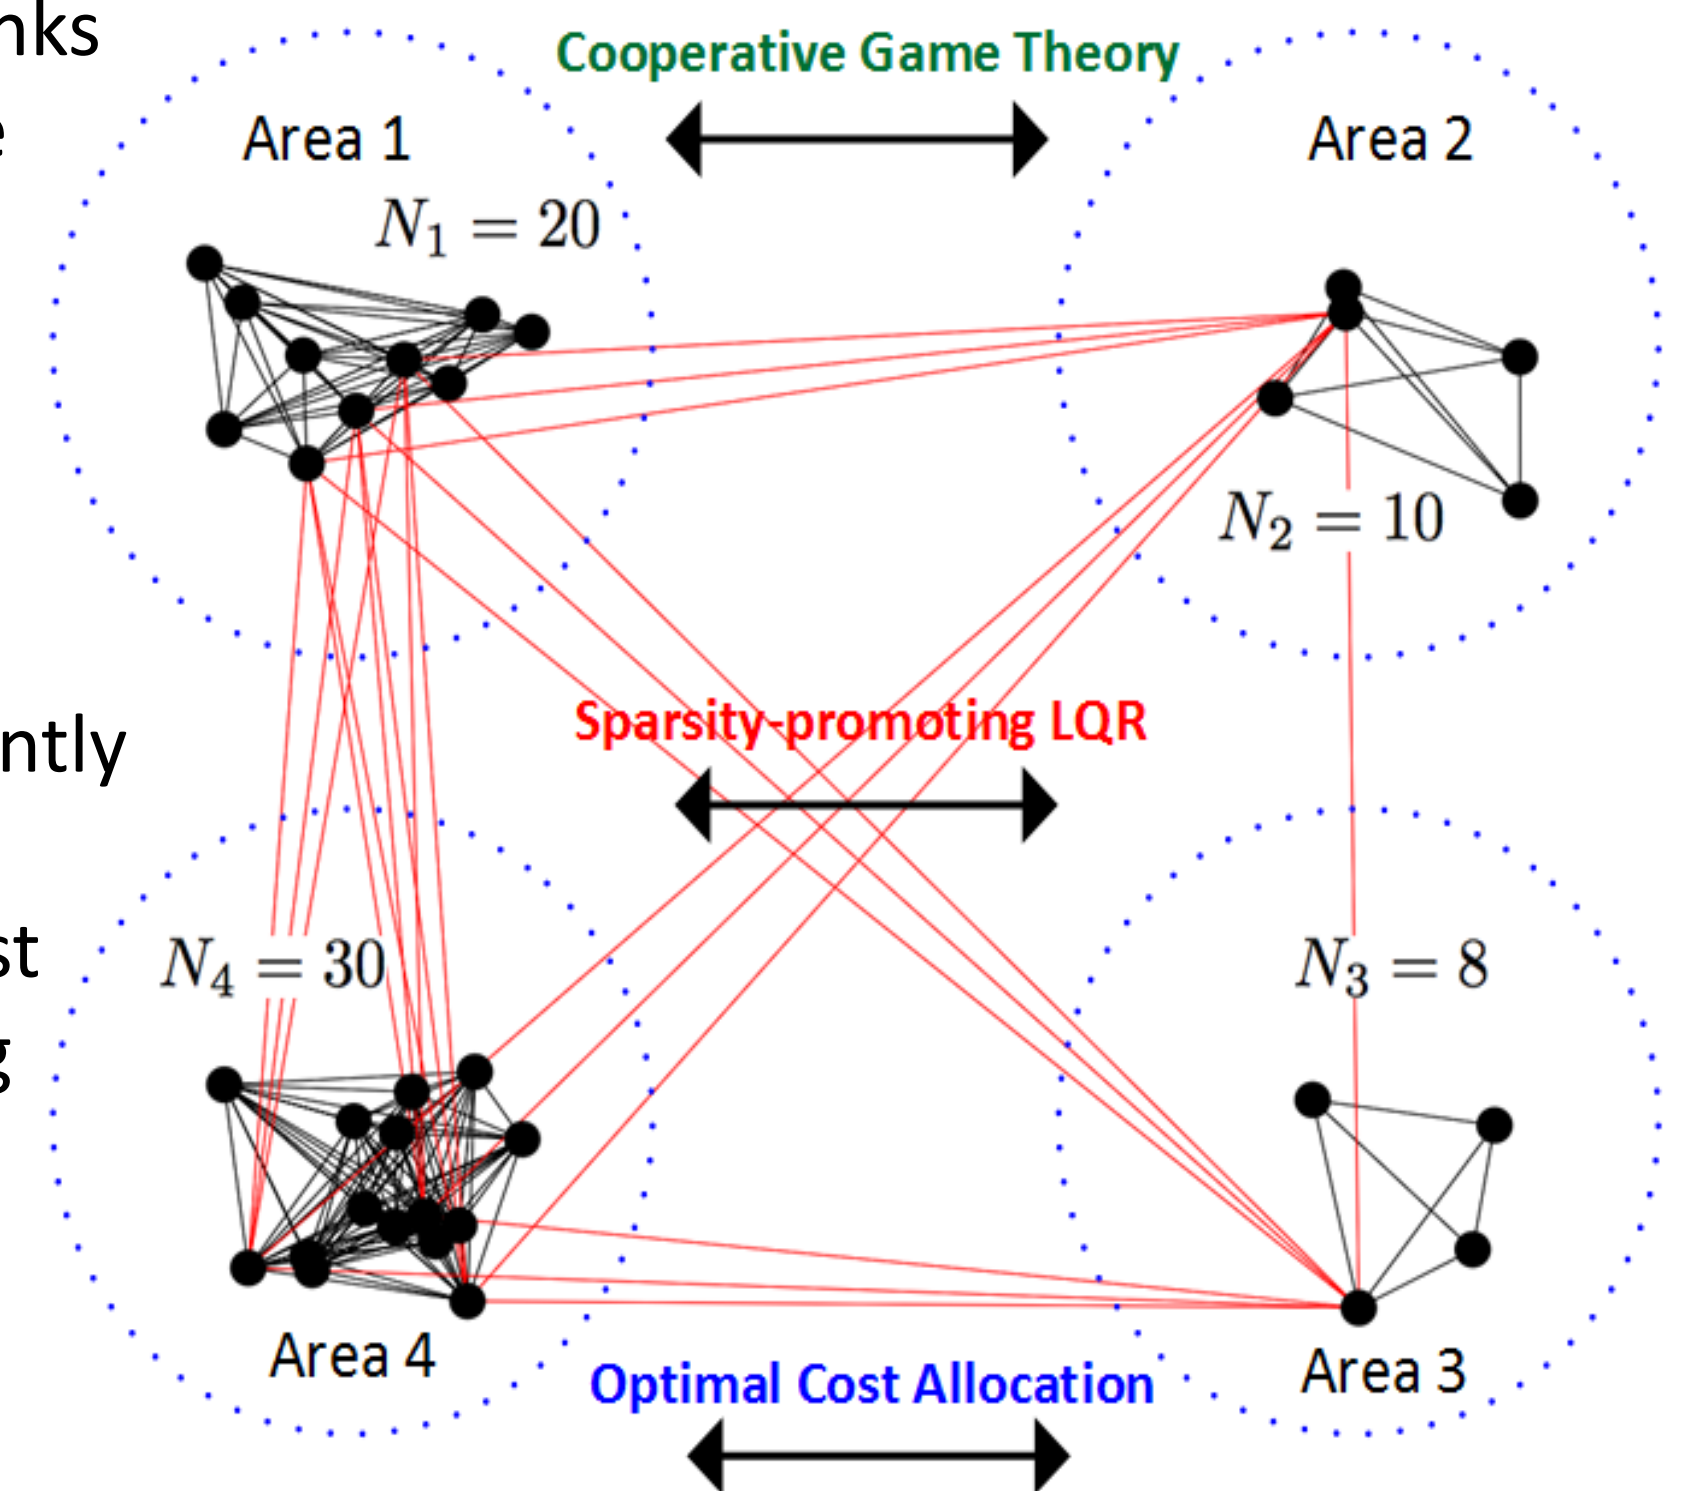 Cooperative Game Theory
Area 1
Area 2
N₁ = 20
N₂ = 10
ntly
Sparsity-promoting LQR
st
N₄ = 30
N₃ = 8
g
Area 4
Area 3
Optimal Cost Allocation
nks
e